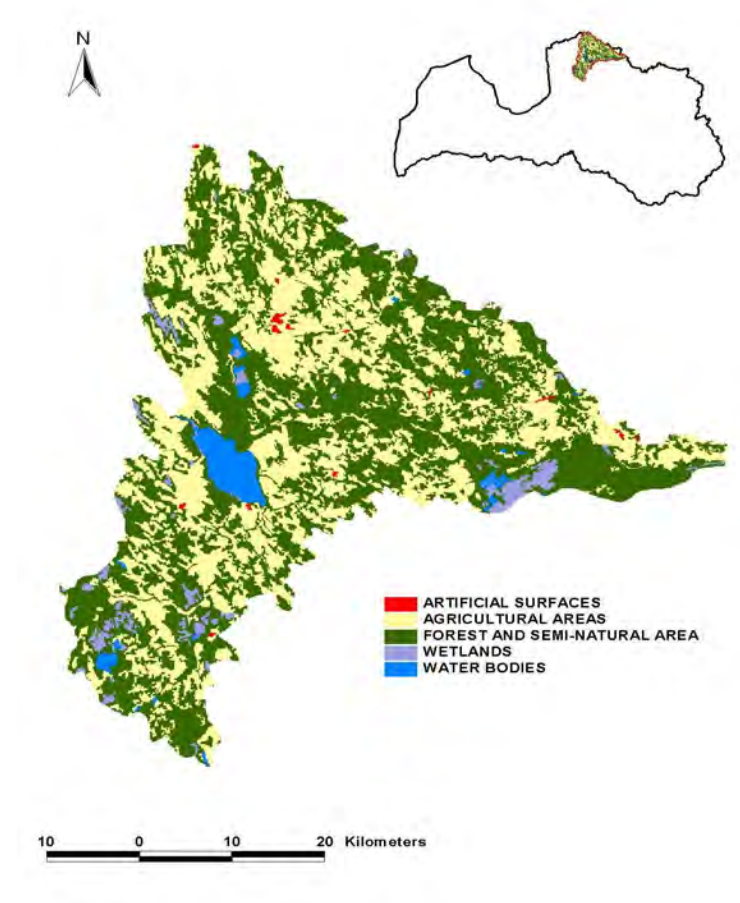 N
ARTIFICIAL SURFACES
AGRICULTURAL AREAS
FOREST AND SEMI-NATURAL AREA
WETLANDS
WATER BODIES
10 0 10 20 Kilometers